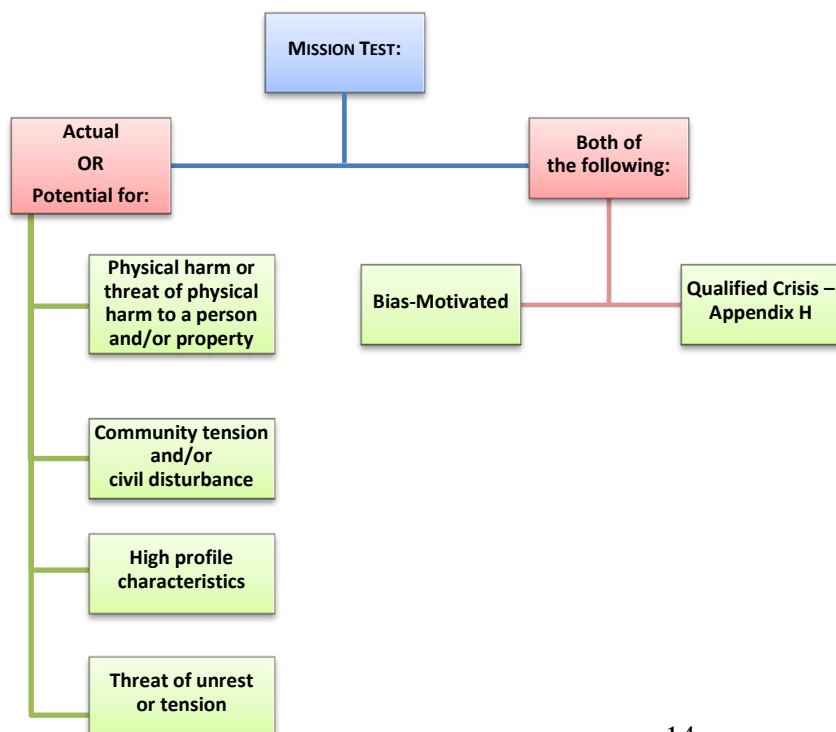 MISSION TEST:
Actual
OR
Potential for:
Both of
the following:
Physical harm or
threat of physical
harm to a person
and/or property
Bias-Motivated
Qualified Crisis –
Appendix H
Community tension
and/or
civil disturbance
High profile
characteristics
Threat of unrest
or tension
14